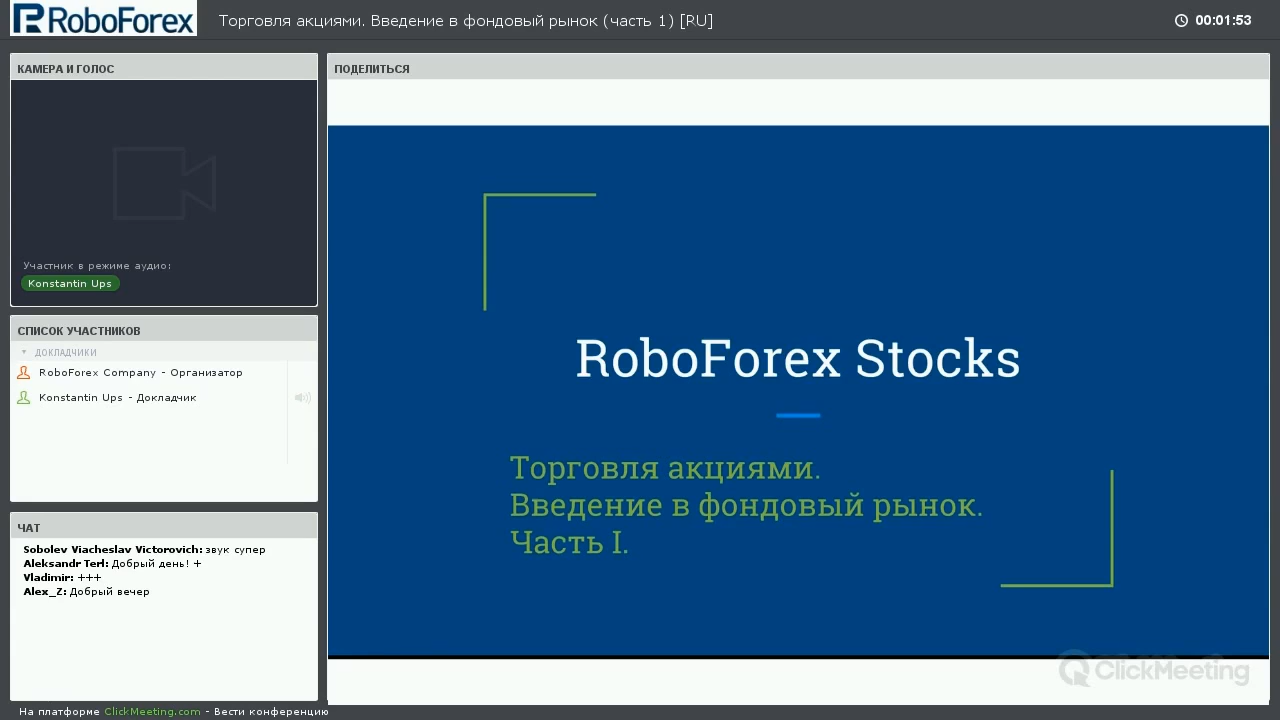 RoboForex
Торговля акциями. Введение в фондовый рынок (часть 1) [RU]
00:01:53
КАМЕРА И ГОЛОС
Участник в режиме аудио:
Konstantin Ups
СПИСОК УЧАСТНИКОВ
ДОКЛАДЧИКИ
RoboForex Company - Организатор
Konstantin Ups - Докладчик
ЧАТ
Sobolev Viacheslav Victorovich: звук супер
Aleksandr Terl: Добрый день! +
Vladimir: +++
Alex_Z: Добрый вечер
На платформе ClickMeeting.com - Вести конференцию
ПОДЕЛИТЬСЯ
RoboForex Stocks
Торговля акциями.
Введение в фондовый рынок.
Часть I.
ClickMeeting